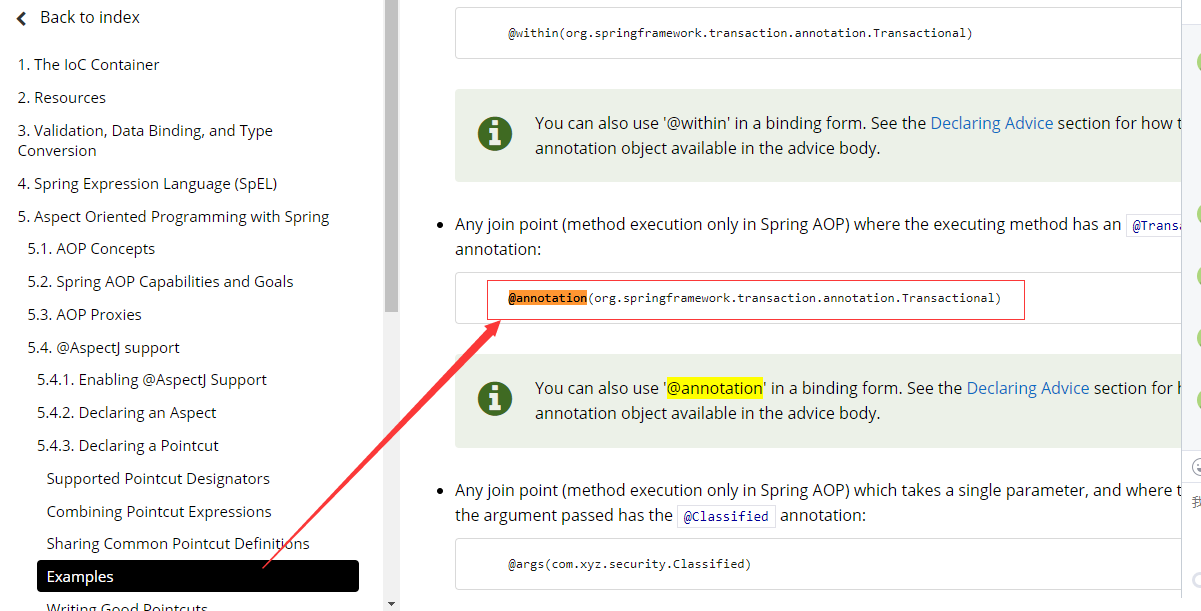 Back to index
1. The IoC Container
2. Resources
3. Validation, Data Binding, and Type
Conversion
4. Spring Expression Language (SpEL)
5. Aspect Oriented Programming with Spring
5.1. AOP Concepts
5.2. Spring AOP Capabilities and Goals
5.3. AOP Proxies
5.4. @AspectJ support
5.4.1. Enabling @AspectJ Support
5.4.2. Declaring an Aspect
5.4.3. Declaring a Pointcut
Supported Pointcut Designators
Combining Pointcut Expressions
Sharing Common Pointcut Definitions
Examples
Writing Good Pointcuts
@within(org.springframework.transaction.annotation.Transactional)
You can also use '@within' in a binding form. See the Declaring Advice section for how
annotation object available in the advice body.
Any join point (method execution only in Spring AOP) where the executing method has an
annotation:
@annotation(org.springframework.transaction.annotation.Transactional)
You can also use '@annotation' in a binding form. See the Declaring Advice section for
annotation object available in the advice body.
Any join point (method execution only in Spring AOP) which takes a single parameter, and where
the argument passed has the @Classified annotation:
@args(com.xyz.security.Classified)